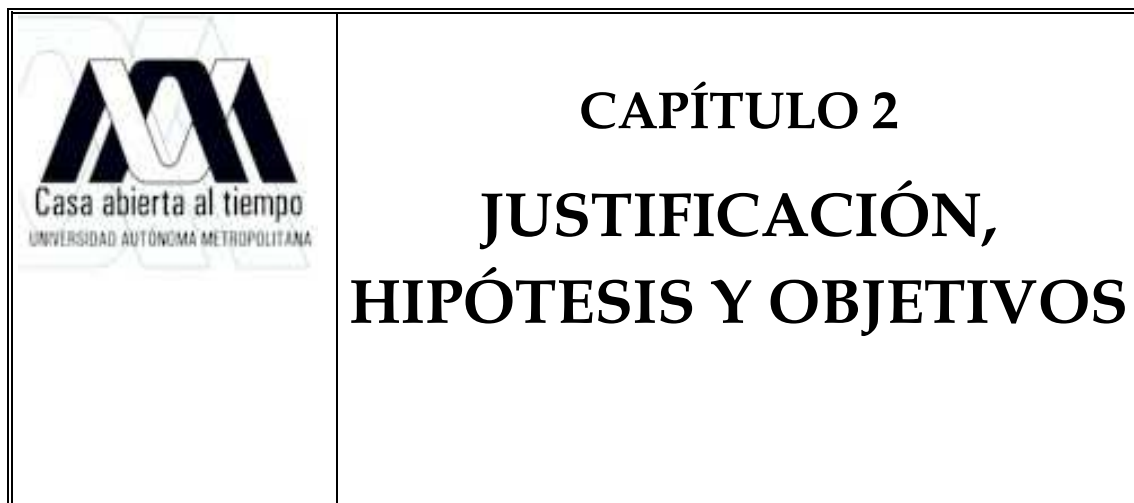 Casa abierta al tiempo
UNIVERSIDAD AUTÓNOMA METROPOLITANA
CAPÍTULO 2
JUSTIFICACIÓN,
HIPÓTESIS Y OBJETIVOS